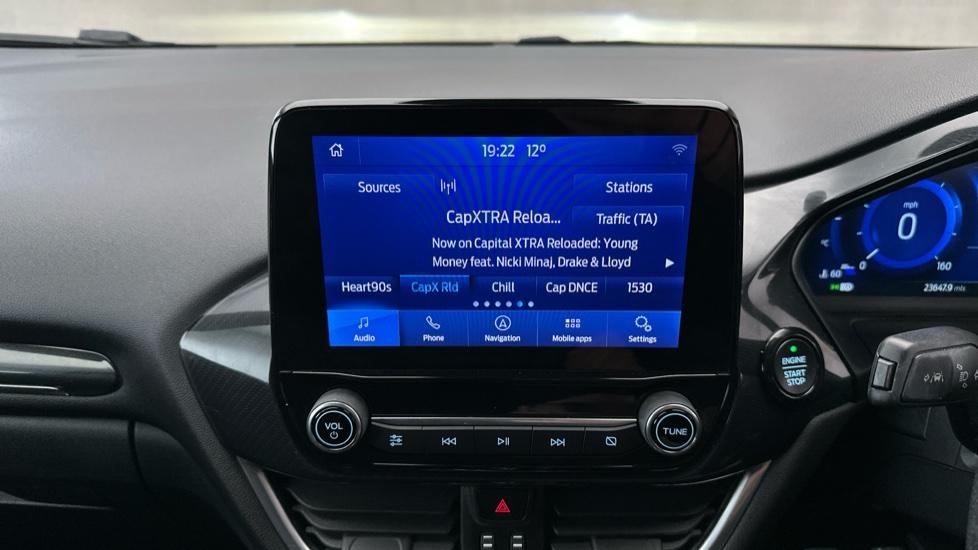 19:22 12°
Sources
Stations
CapXTRA Reloa...
Traffic (TA)
Now on Capital XTRA Reloaded: Young
Money feat. Nicki Minaj, Drake & Lloyd
Heart90s CapX Rld Chill Cap DNCE 1530
Audio Phone Navigation Mobile apps Settings
VOL
TUNE
ENGINE
START
STOP
mph
0
°C
60
0 160
23647.9 mls